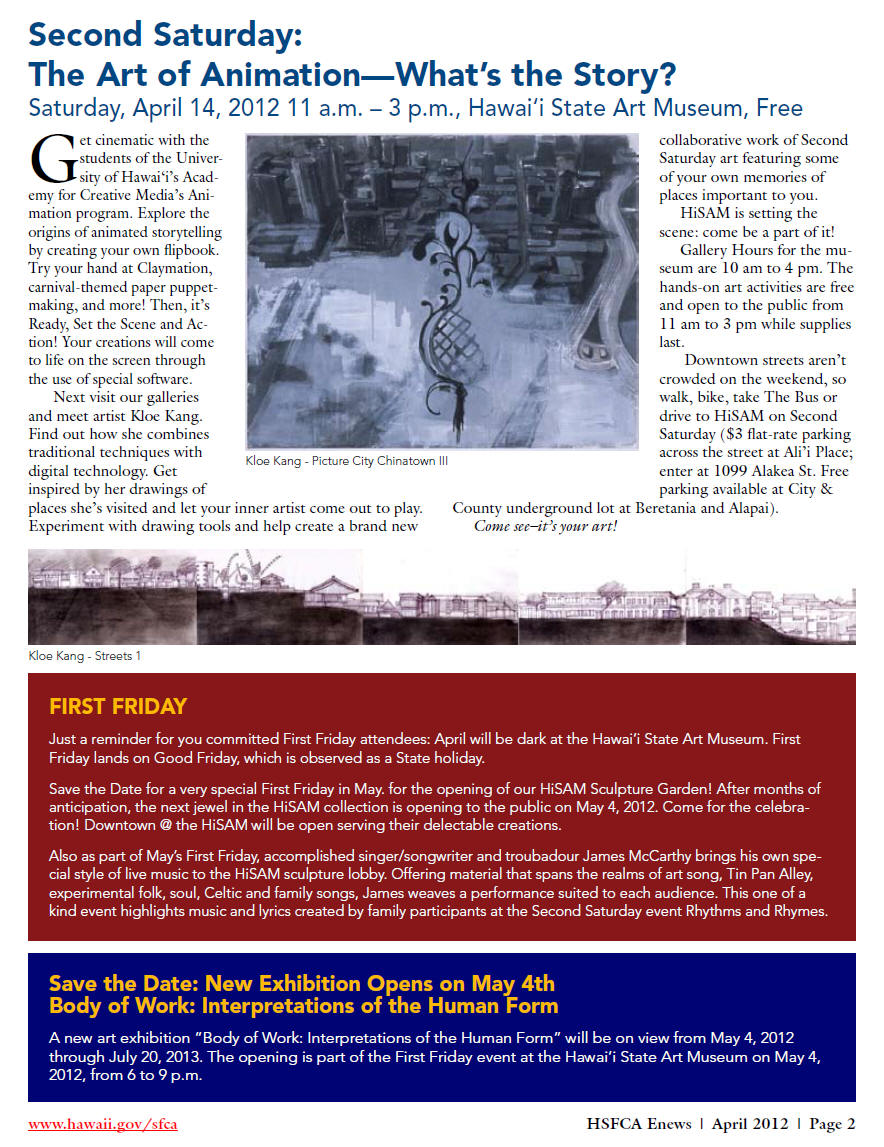 Second Saturday:
The Art of Animation—What's the Story?
Saturday, April 14, 2012 11 a.m. – 3 p.m., Hawai'i State Art Museum, Free
Get cinematic with the
students of the Univer-
sity of Hawai'i's Acad-
emy for Creative Media's Ani-
mation program. Explore the
origins of animated storytelling
by creating your own flipbook.
Try your hand at Claymation,
carnival-themed paper puppet-
making, and more! Then, it's
Ready, Set the Scene and Ac-
tion! Your creations will come
to life on the screen through
the use of special software.
Next visit our galleries
and meet artist Kloe Kang.
Find out how she combines
traditional techniques with
digital technology. Get
inspired by her drawings of
places she's visited and let your inner artist come out to play.
Experiment with drawing tools and help create a brand new
Kloe Kang - Picture City Chinatown III
collaborative work of Second
Saturday art featuring some
of your own memories of
places important to you.
HiSAM is setting the
scene: come be a part of it!
Gallery Hours for the mu-
seum are 10 am to 4 pm. The
hands-on art activities are free
and open to the public from
11 am to 3 pm while supplies
last.
Downtown streets aren't
crowded on the weekend, so
walk, bike, take The Bus or
drive to HiSAM on Second
Saturday ($3 flat-rate parking
across the street at Ali'i Place;
enter at 1099 Alakea St. Free
parking available at City &
County underground lot at Beretania and Alapai).
Come see–it's your art!
Kloe Kang - Streets 1
FIRST FRIDAY
Just a reminder for you committed First Friday attendees: April will be dark at the Hawai'i State Art Museum. First
Friday lands on Good Friday, which is observed as a State holiday.
Save the Date for a very special First Friday in May. for the opening of our HiSAM Sculpture Garden! After months of
anticipation, the next jewel in the HiSAM collection is opening to the public on May 4, 2012. Come for the celebra-
tion! Downtown @ the HiSAM will be open serving their delectable creations.
Also as part of May's First Friday, accomplished singer/songwriter and troubadour James McCarthy brings his own spe-
cial style of live music to the HiSAM sculpture lobby. Offering material that spans the realms of art song, Tin Pan Alley,
experimental folk, soul, Celtic and family songs, James weaves a performance suited to each audience. This one of a
kind event highlights music and lyrics created by family participants at the Second Saturday event Rhythms and Rhymes.
Save the Date: New Exhibition Opens on May 4th
Body of Work: Interpretations of the Human Form
A new art exhibition "Body of Work: Interpretations of the Human Form" will be on view from May 4, 2012
through July 20, 2013. The opening is part of the First Friday event at the Hawai'i State Art Museum on May 4,
2012, from 6 to 9 p.m.
www.hawaii.gov/sfca
HSFCA Enews | April 2012 | Page 2